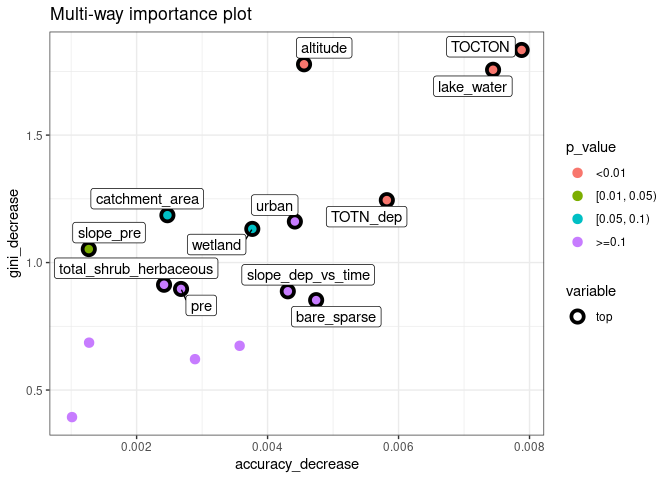 Multi-way importance plot
altitude
TOCTON
lake_water
catchment_area
urban
TOTN_dep
slope_pre
wetland
total_shrub_herbaceous
slope_dep_vs_time
pre
bare_sparse
gini_decrease
1.5
1.0
0.5
0.002
0.004
0.006
0.008
accuracy_decrease
p_value
<0.01
[0.01, 0.05)
[0.05, 0.1)
>=0.1
variable
top